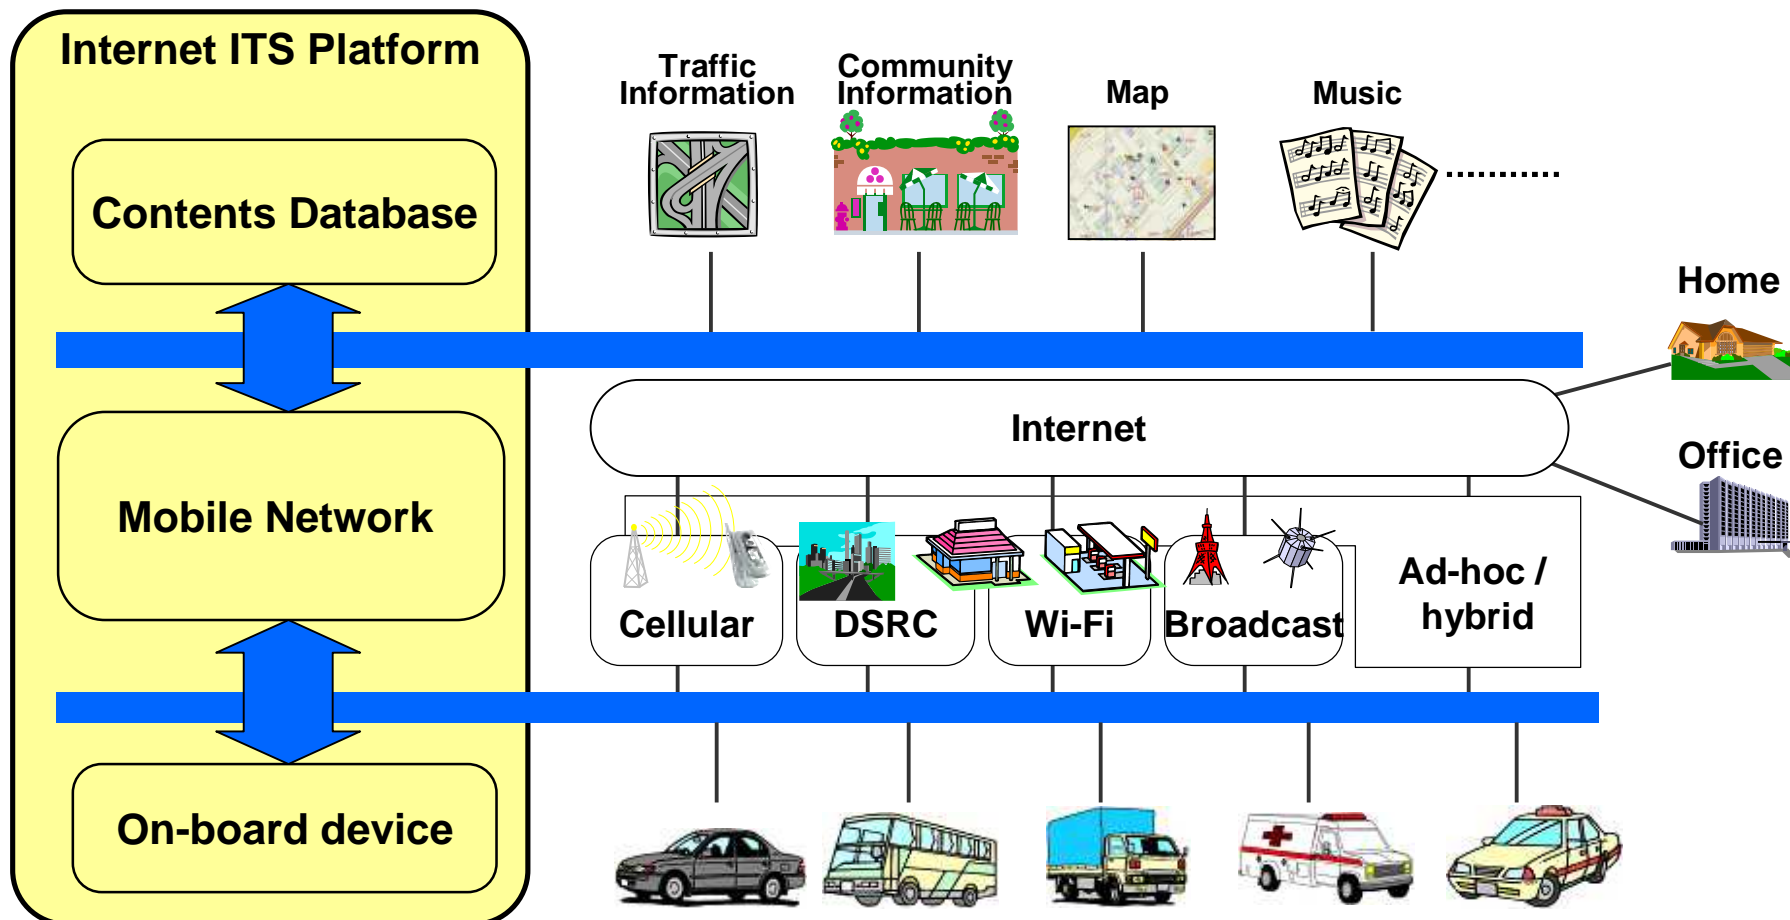 Internet ITS Platform
Contents Database
Mobile Network
On-board device
Traffic
Information
Community
Information
Map
Music
...........
Home
Internet
Office
Cellular
DSRC
Wi-Fi
Broadcast
Ad-hoc /
hybrid